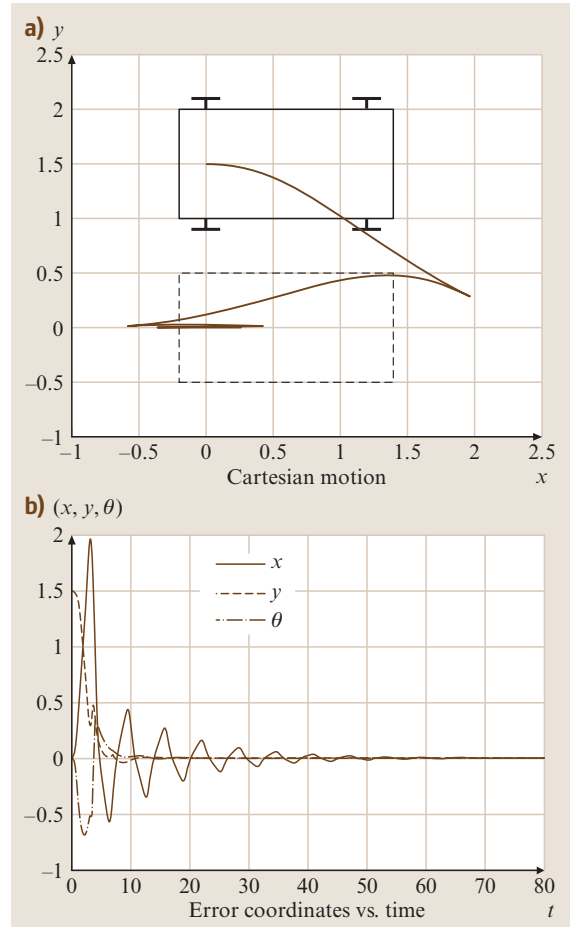 a) y
2.5
2
1.5
1
0.5
0
–0.5
–1
–1 –0.5 0 0.5 1 1.5 2 2.5
Cartesian motion x
b) (x, y, θ)
2
x
1.5
y
θ
1
0.5
0
–0.5
–1
0 10 20 30 40 50 60 70 80
Error coordinates vs. time t